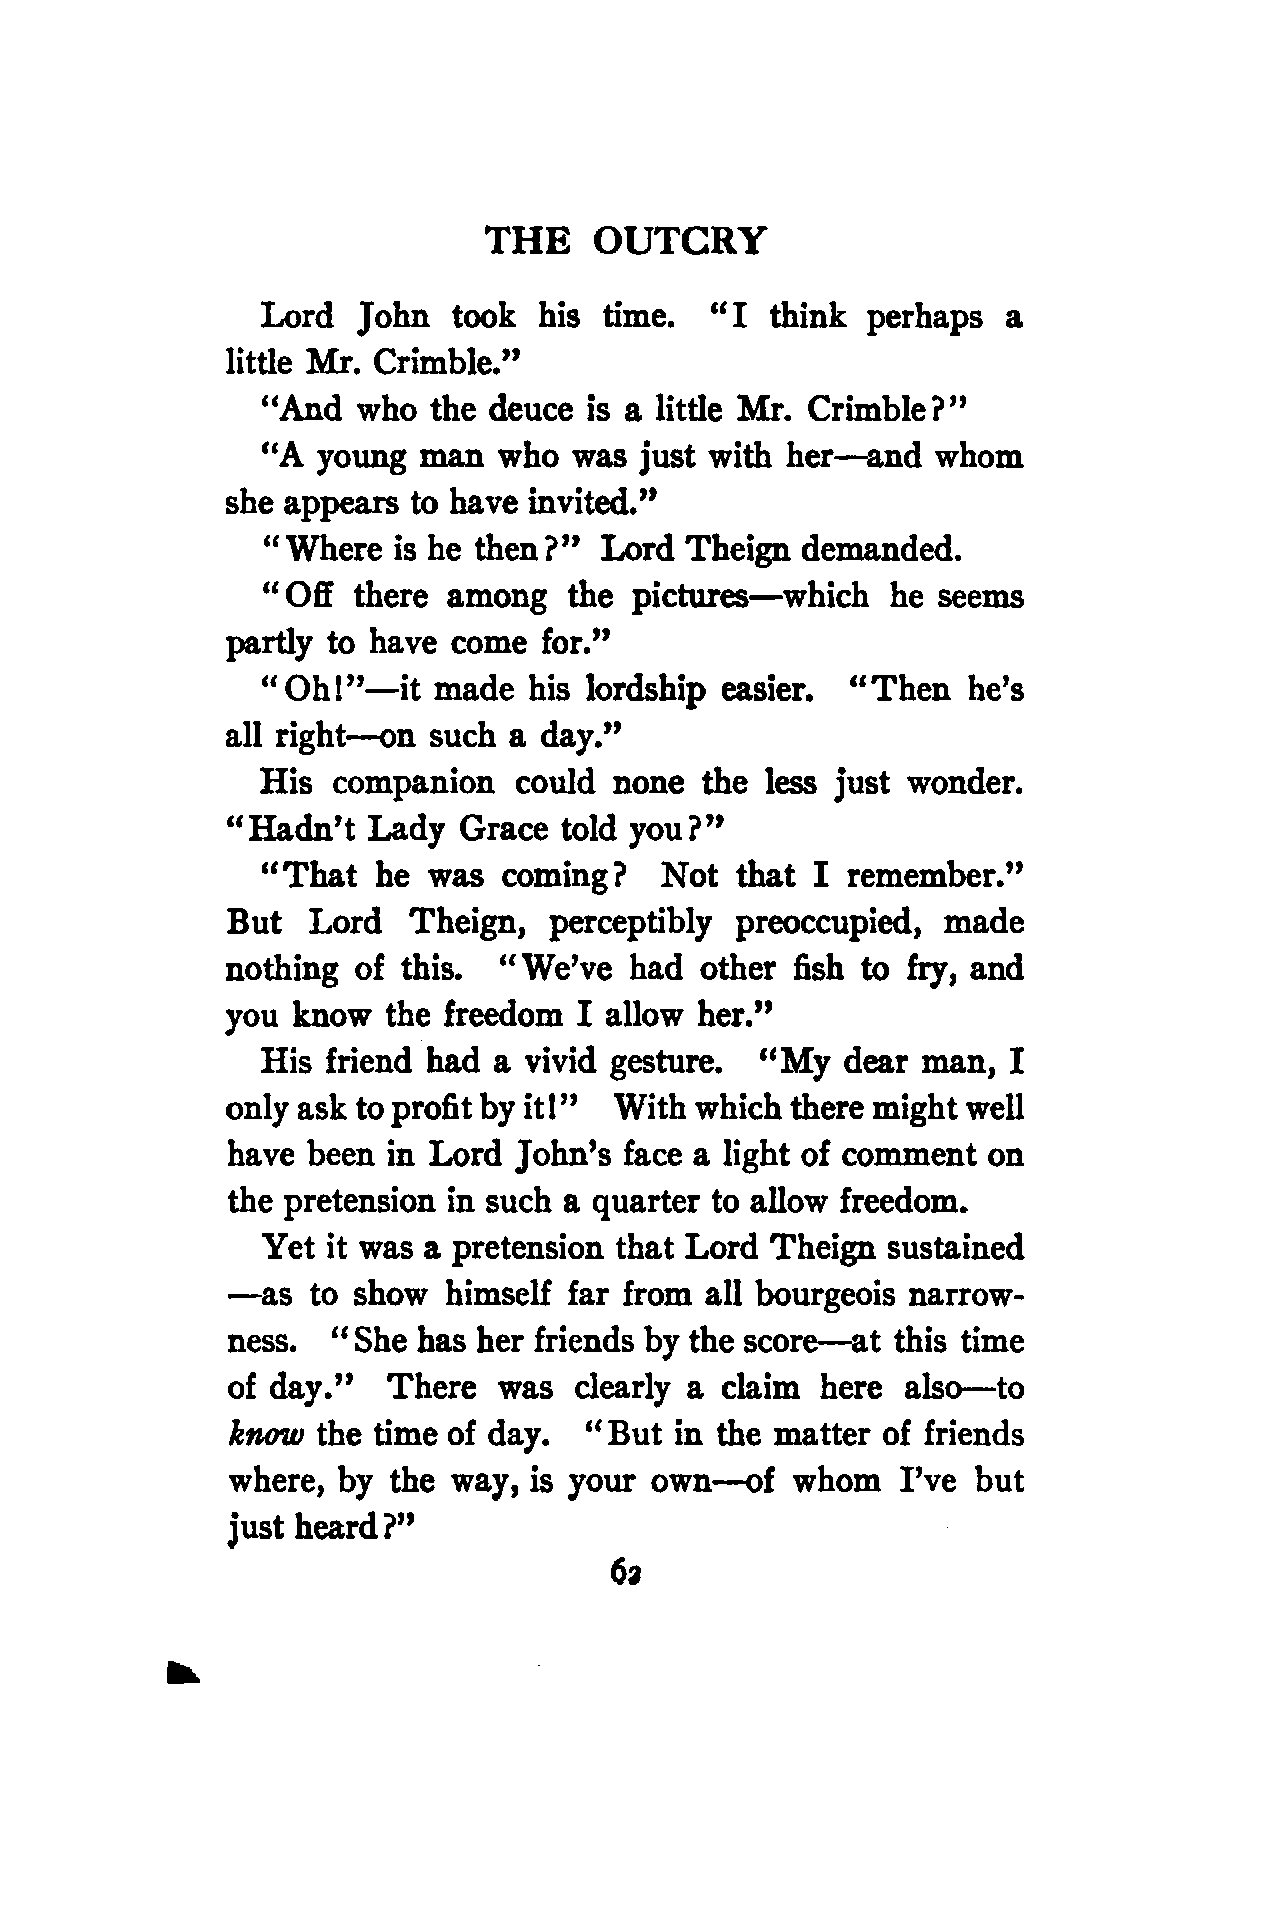 THE OUTCRY
Lord John took his time. "I think perhaps a
little Mr. Crimble."
"And who the deuce is a little Mr. Crimble?"
"A young man who was just with her—and whom
she appears to have invited."
"Where is he then?" Lord Theign demanded.
"Off there among the pictures—which he seems
partly to have come for."
"Oh!"—it made his lordship easier. "Then he's
all right—on such a day."
His companion could none the less just wonder.
"Hadn't Lady Grace told you?"
"That he was coming? Not that I remember."
But Lord Theign, perceptibly preoccupied, made
nothing of this. "We've had other fish to fry, and
you know the freedom I allow her."
His friend had a vivid gesture. "My dear man, I
only ask to profit by it!" With which there might well
have been in Lord John's face a light of comment on
the pretension in such a quarter to allow freedom.
Yet it was a pretension that Lord Theign sustained
—as to show himself far from all bourgeois narrow-
ness. "She has her friends by the score—at this time
of day." There was clearly a claim here also—to
know the time of day. "But in the matter of friends
where, by the way, is your own—of whom I've but
just heard?"
62